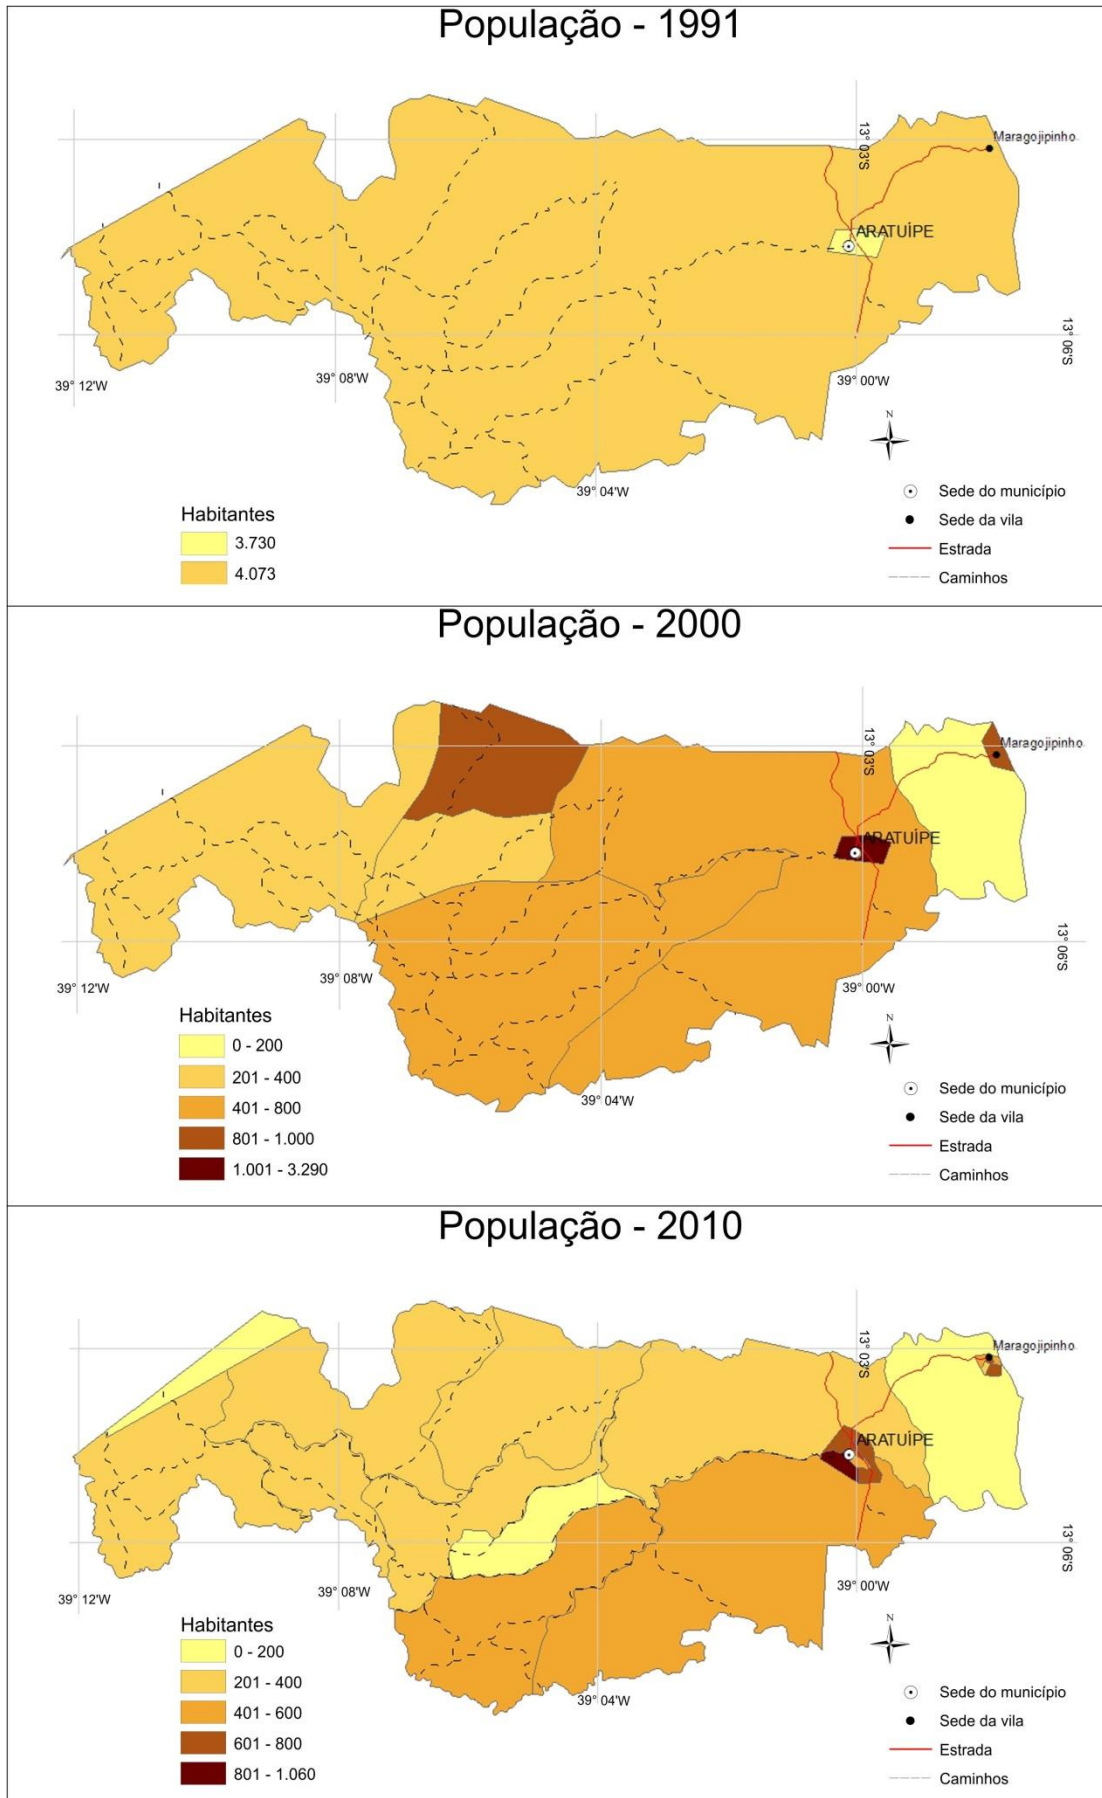 População - 1991
13° 03'S
Maragojipinho
ARATUÍPE
13° 06'S
39° 12'W
39° 08'W
39° 00'W
39° 04'W
N
Habitantes
3.730
4.073
Sede do município
Sede da vila
Estrada
Caminhos
População - 2000
13° 03'S
Maragojipinho
ARATUÍPE
13° 06'S
39° 12'W
39° 08'W
39° 00'W
39° 04'W
N
Habitantes
0 - 200
201 - 400
401 - 800
801 - 1.000
1.001 - 3.290
Sede do município
Sede da vila
Estrada
Caminhos
População - 2010
13° 03'S
Maragojipinho
ARATUÍPE
13° 06'S
39° 12'W
39° 08'W
39° 00'W
39° 04'W
N
Habitantes
0 - 200
201 - 400
401 - 600
601 - 800
801 - 1.060
Sede do município
Sede da vila
Estrada
Caminhos